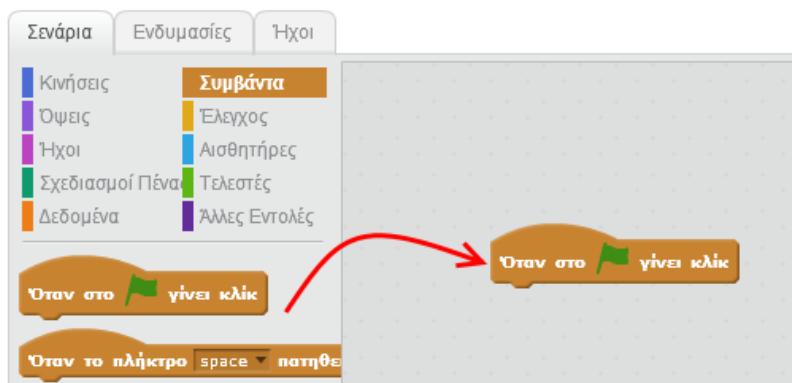 Σενάρια Ενδυμασίες Ήχοι
Κινήσεις Συμβάντα
Όψεις Έλεγχος
Ήχοι Αισθητήρες
Σχεδιασμοί Πένας Τελεστές
Δεδομένα Άλλες Εντολές
Όταν στο γίνει κλίκ
Όταν το πλήκτρο space πατηθε
Όταν στο γίνει κλίκ